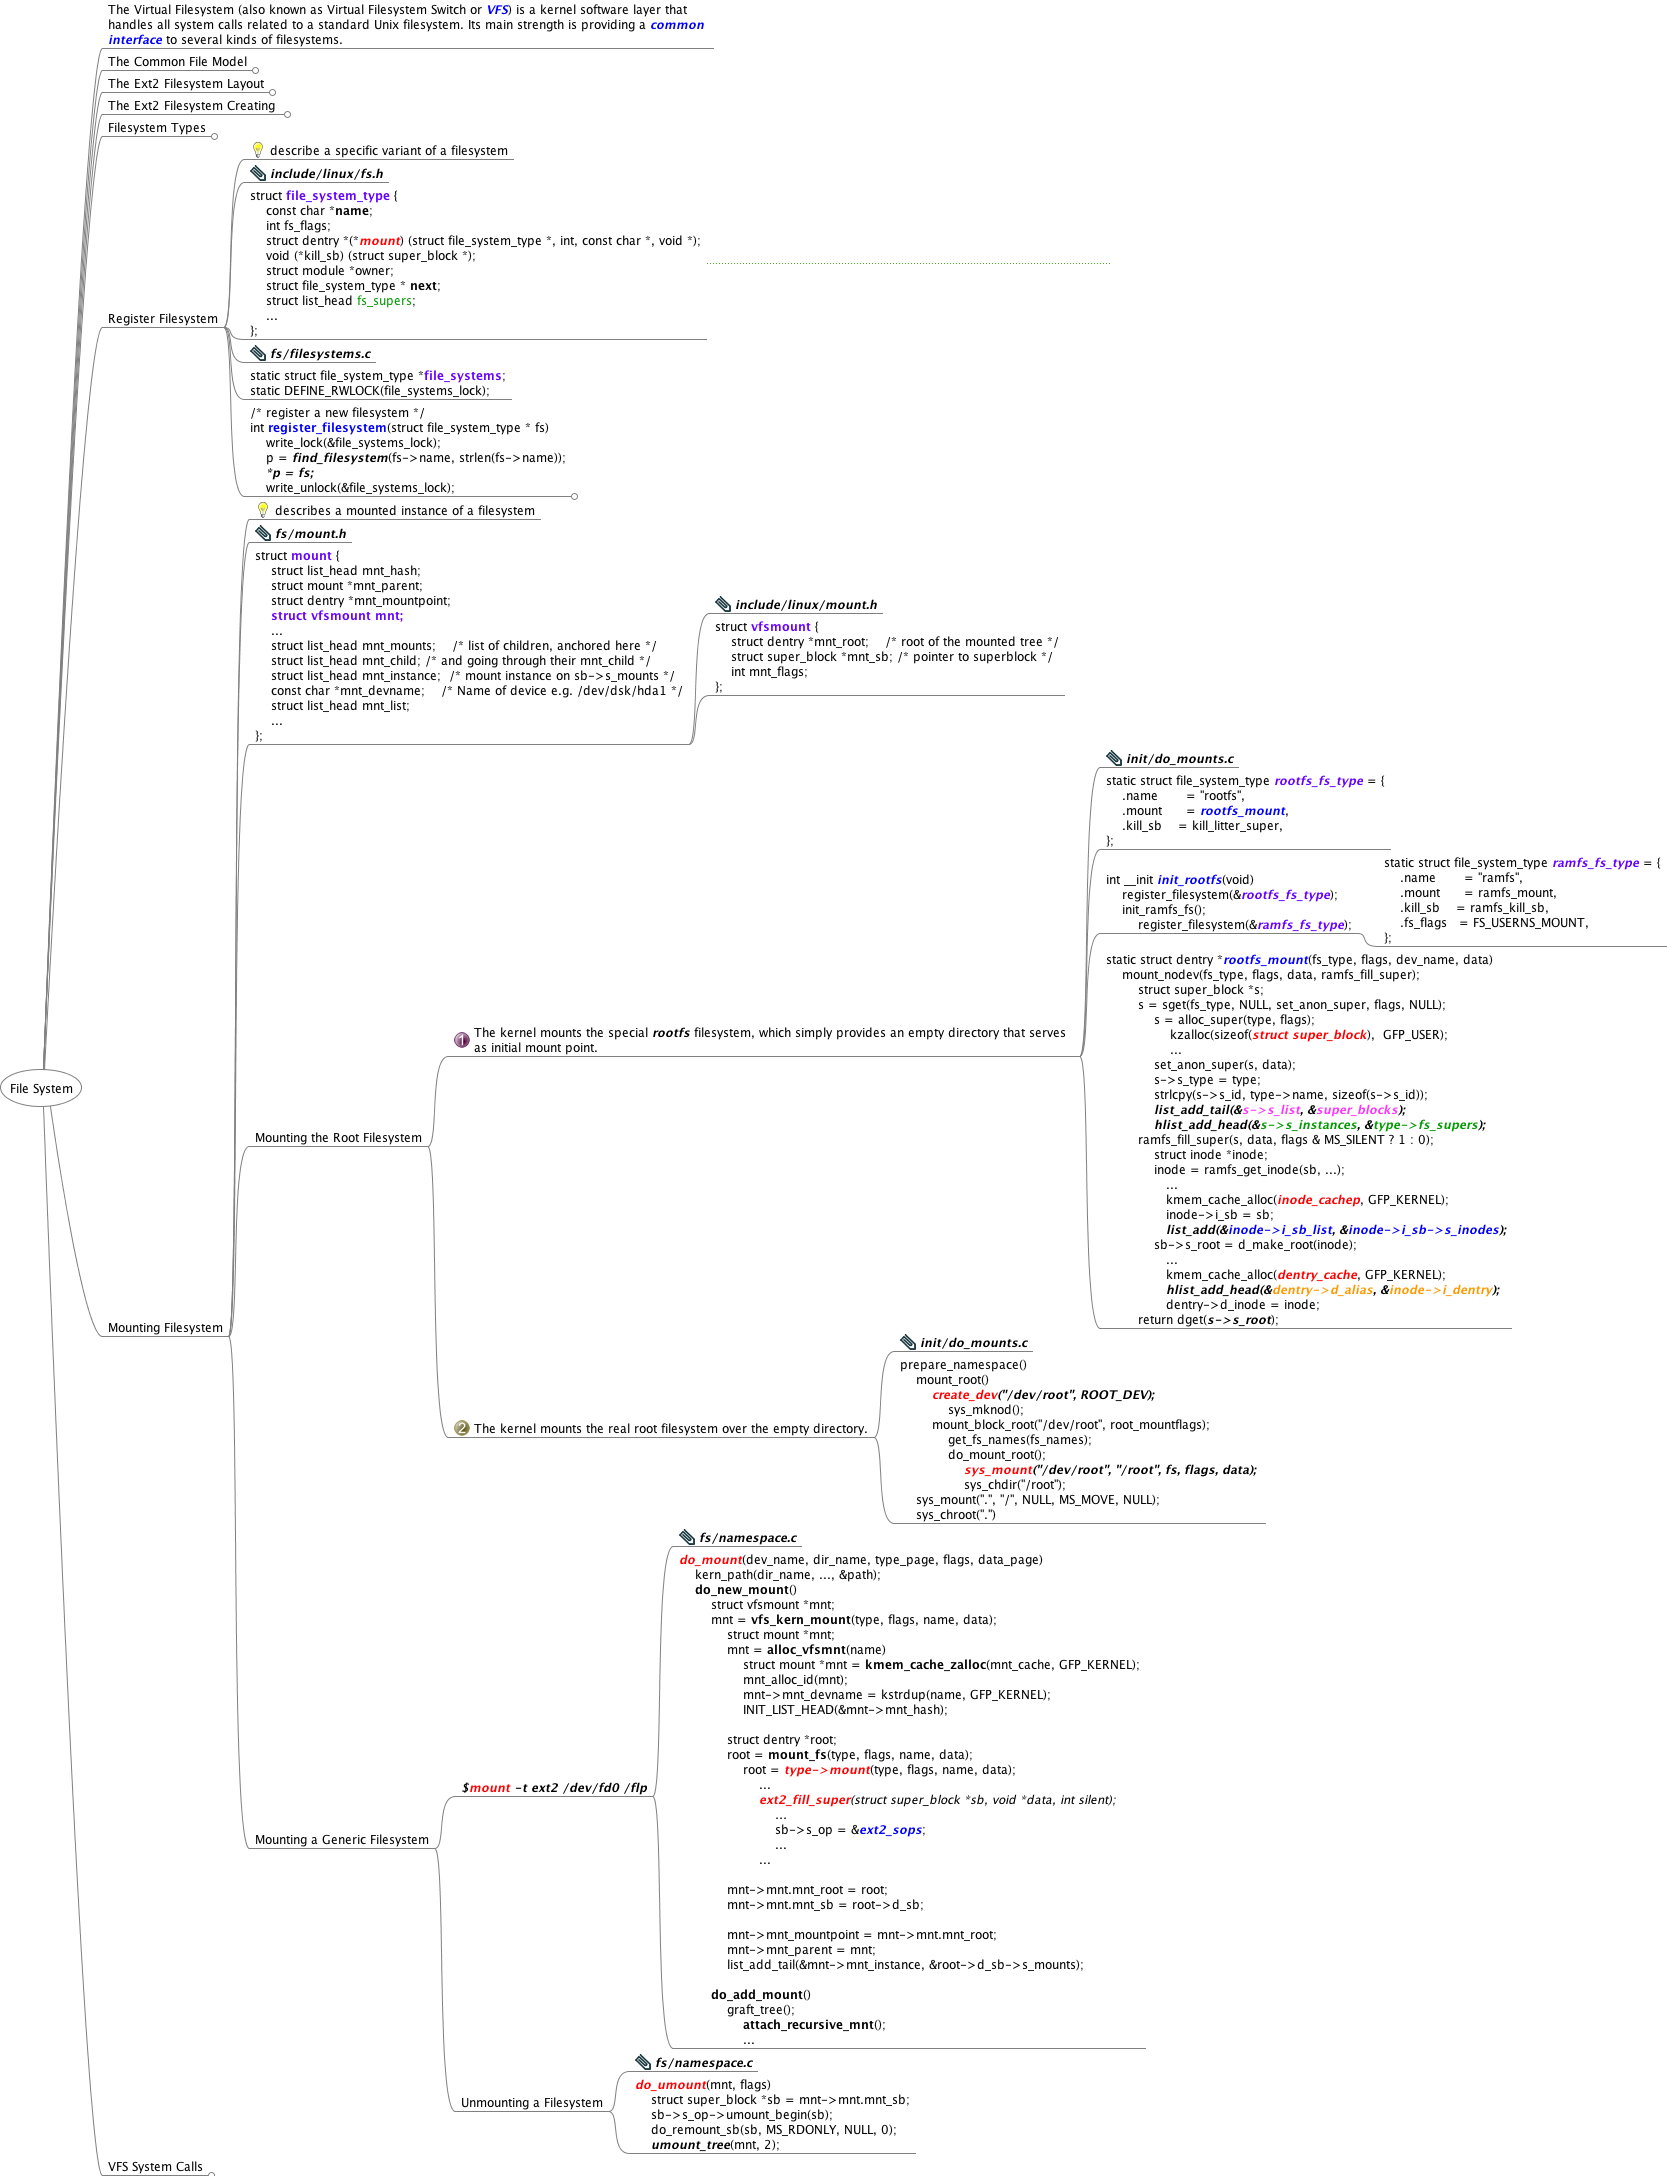 The Virtual Filesystem (also known as Virtual Filesystem Switch or VFS) is a kernel software layer that
handles all system calls related to a standard Unix filesystem. Its main strength is providing a common
interface to several kinds of filesystems.
The Common File Model
The Ext2 Filesystem Layout
The Ext2 Filesystem Creating
Filesystem Types
Register Filesystem
describe a specific variant of a filesystem
include/linux/fs.h
struct file_system_type {
const char *name;
int fs_flags;
struct dentry *(*mount) (struct file_system_type *, int, const char *, void *);
void (*kill_sb) (struct super_block *);
struct module *owner;
struct file_system_type * next;
struct list_head fs_supers;
...
};
fs/filesystems.c
static struct file_system_type *file_systems;
static DEFINE_RWLOCK(file_systems_lock);
/* register a new filesystem */
int register_filesystem(struct file_system_type * fs)
write_lock(&file_systems_lock);
p = find_filesystem(fs->name, strlen(fs->name));
*p = fs;
write_unlock(&file_systems_lock);
File System
Mounting Filesystem
describes a mounted instance of a filesystem
fs/mount.h
struct mount {
struct list_head mnt_hash;
struct mount *mnt_parent;
struct dentry *mnt_mountpoint;
struct vfsmount mnt;
...
struct list_head mnt_mounts; /* list of children, anchored here */
struct list_head mnt_child; /* and going through their mnt_child */
struct list_head mnt_instance; /* mount instance on sb->s_mounts */
const char *mnt_devname; /* Name of device e.g. /dev/dsk/hda1 */
struct list_head mnt_list;
...
};
include/linux/mount.h
struct vfsmount {
struct dentry *mnt_root; /* root of the mounted tree */
struct super_block *mnt_sb; /* pointer to superblock */
int mnt_flags;
};
Mounting the Root Filesystem
1 The kernel mounts the special rootfs filesystem, which simply provides an empty directory that serves
as initial mount point.
init/do_mounts.c
static struct file_system_type rootfs_fs_type = {
.name = "rootfs",
.mount = rootfs_mount,
.kill_sb = kill_litter_super,
};
int __init init_rootfs(void)
register_filesystem(&rootfs_fs_type);
init_ramfs_fs();
register_filesystem(&ramfs_fs_type);
static struct file_system_type ramfs_fs_type = {
.name = "ramfs",
.mount = ramfs_mount,
.kill_sb = ramfs_kill_sb,
.fs_flags = FS_USERNS_MOUNT,
};
static struct dentry *rootfs_mount(fs_type, flags, dev_name, data)
mount_nodev(fs_type, flags, data, ramfs_fill_super);
struct super_block *s;
s = sget(fs_type, NULL, set_anon_super, flags, NULL);
s = alloc_super(type, flags);
kzalloc(sizeof(struct super_block), GFP_USER);
...
set_anon_super(s, data);
s->s_type = type;
strlcpy(s->s_id, type->name, sizeof(s->s_id));
list_add_tail(&s->s_list, &super_blocks);
hlist_add_head(&s->s_instances, &type->fs_supers);
ramfs_fill_super(s, data, flags & MS_SILENT ? 1 : 0);
struct inode *inode;
inode = ramfs_get_inode(sb, ...);
...
kmem_cache_alloc(inode_cachep, GFP_KERNEL);
inode->i_sb = sb;
list_add(&inode->i_sb_list, &inode->i_sb->s_inodes);
sb->s_root = d_make_root(inode);
...
kmem_cache_alloc(dentry_cache, GFP_KERNEL);
hlist_add_head(&dentry->d_alias, &inode->i_dentry);
dentry->d_inode = inode;
return dget(s->s_root);
2 The kernel mounts the real root filesystem over the empty directory.
init/do_mounts.c
prepare_namespace()
mount_root()
create_dev("/dev/root", ROOT_DEV);
sys_mknod();
mount_block_root("/dev/root", root_mountflags);
get_fs_names(fs_names);
do_mount_root();
sys_mount("/dev/root", "/root", fs, flags, data);
sys_chdir("/root");
sys_mount(".", "/", NULL, MS_MOVE, NULL);
sys_chroot(".")
Mounting a Generic Filesystem
$mount -t ext2 /dev/fd0 /flp
fs/namespace.c
do_mount(dev_name, dir_name, type_page, flags, data_page)
kern_path(dir_name, ..., &path);
do_new_mount()
struct vfsmount *mnt;
mnt = vfs_kern_mount(type, flags, name, data);
struct mount *mnt;
mnt = alloc_vfsmnt(name)
struct mount *mnt = kmem_cache_zalloc(mnt_cache, GFP_KERNEL);
mnt_alloc_id(mnt);
mnt->mnt_devname = kstrdup(name, GFP_KERNEL);
INIT_LIST_HEAD(&mnt->mnt_hash);
struct dentry *root;
root = mount_fs(type, flags, name, data);
root = type->mount(type, flags, name, data);
...
ext2_fill_super(struct super_block *sb, void *data, int silent);
...
sb->s_op = &ext2_sops;
...
...
mnt->mnt.mnt_root = root;
mnt->mnt.mnt_sb = root->d_sb;
mnt->mnt_mountpoint = mnt->mnt.mnt_root;
mnt->mnt_parent = mnt;
list_add_tail(&mnt->mnt_instance, &root->d_sb->s_mounts);
do_add_mount()
graft_tree();
attach_recursive_mnt();
...
Unmounting a Filesystem
fs/namespace.c
do_umount(mnt, flags)
struct super_block *sb = mnt->mnt.mnt_sb;
sb->s_op->umount_begin(sb);
do_remount_sb(sb, MS_RDONLY, NULL, 0);
umount_tree(mnt, 2);
VFS System Calls